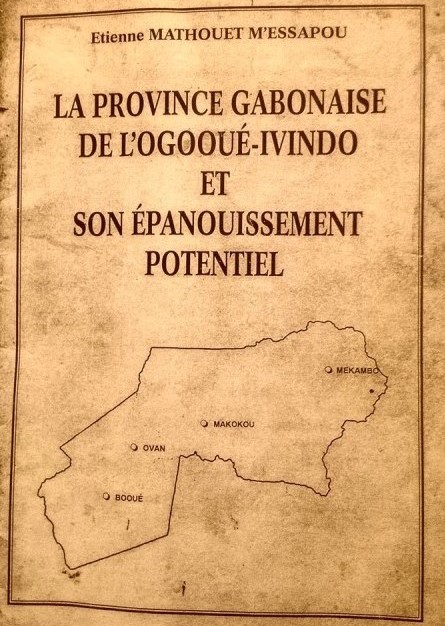 Etienne MATHOUET M'ESSAPOU
LA PROVINCE GABONAISE
DE L'OGOOUÉ-IVINDO
ET
SON ÉPANOUISSEMENT
POTENTIEL
MEKAMBO
MAKOKOU
OVAN
BOOUÉ